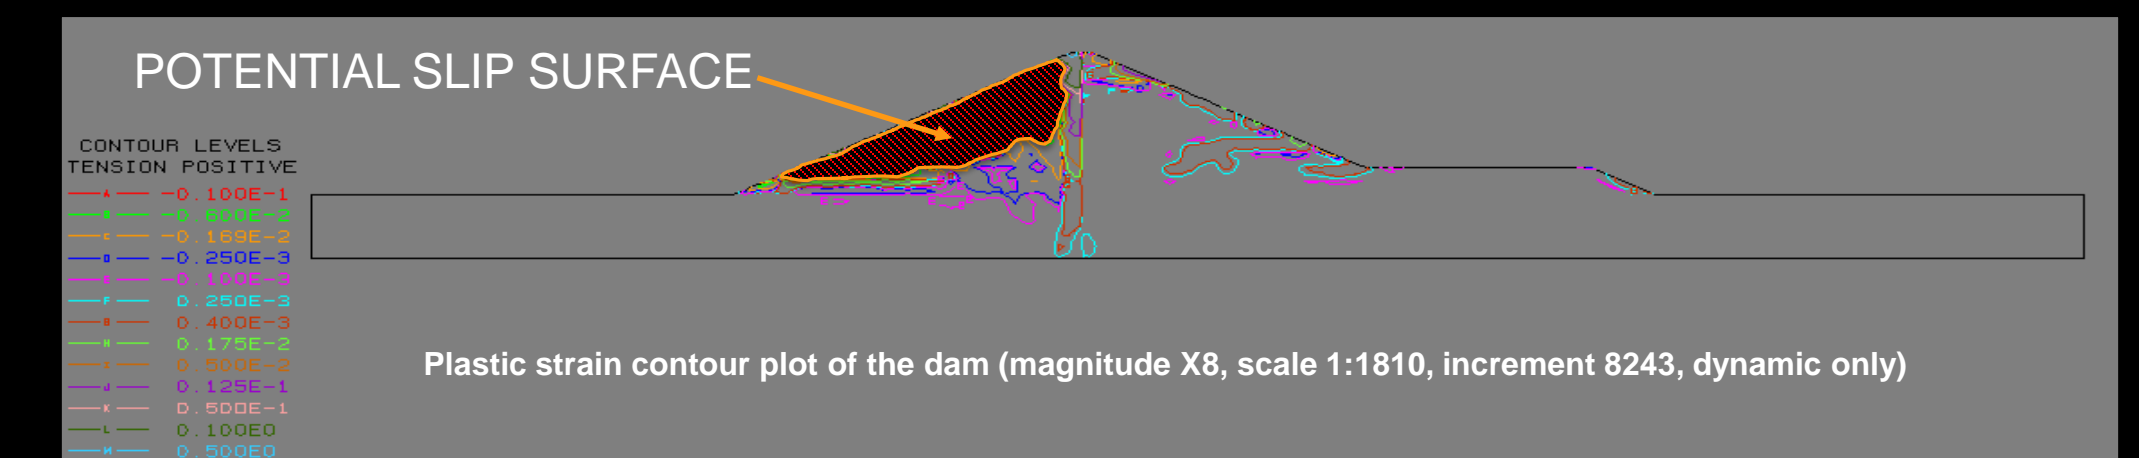 POTENTIAL SLIP SURFACE
CONTOUR LEVELS
TENSION POSITIVE
A -0.100E-1
B -0.600E-2
C -0.169E-2
D -0.250E-3
E -0.100E-3
F 0.250E-3
G 0.400E-3
H 0.175E-2
I 0.500E-2
J 0.125E-1
K 0.500E-1
L 0.100E0
M 0.500E0
E
E
E
F
Plastic strain contour plot of the dam (magnitude X8, scale 1:1810, increment 8243, dynamic only)